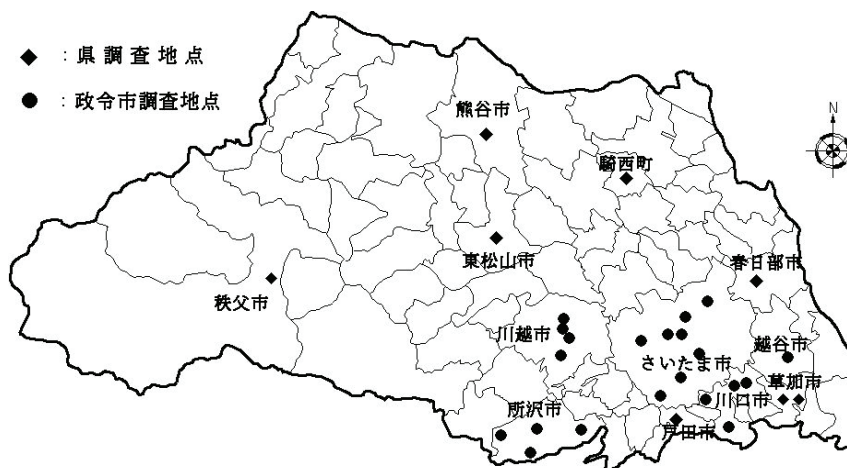 ◆ : 県調査地点
● : 政令市調査地点
N
熊谷市
騎西町
東松山市
春日部市
秩父市
川越市
越谷市
さいたま市
草加市
川口市
所沢市
戸田市